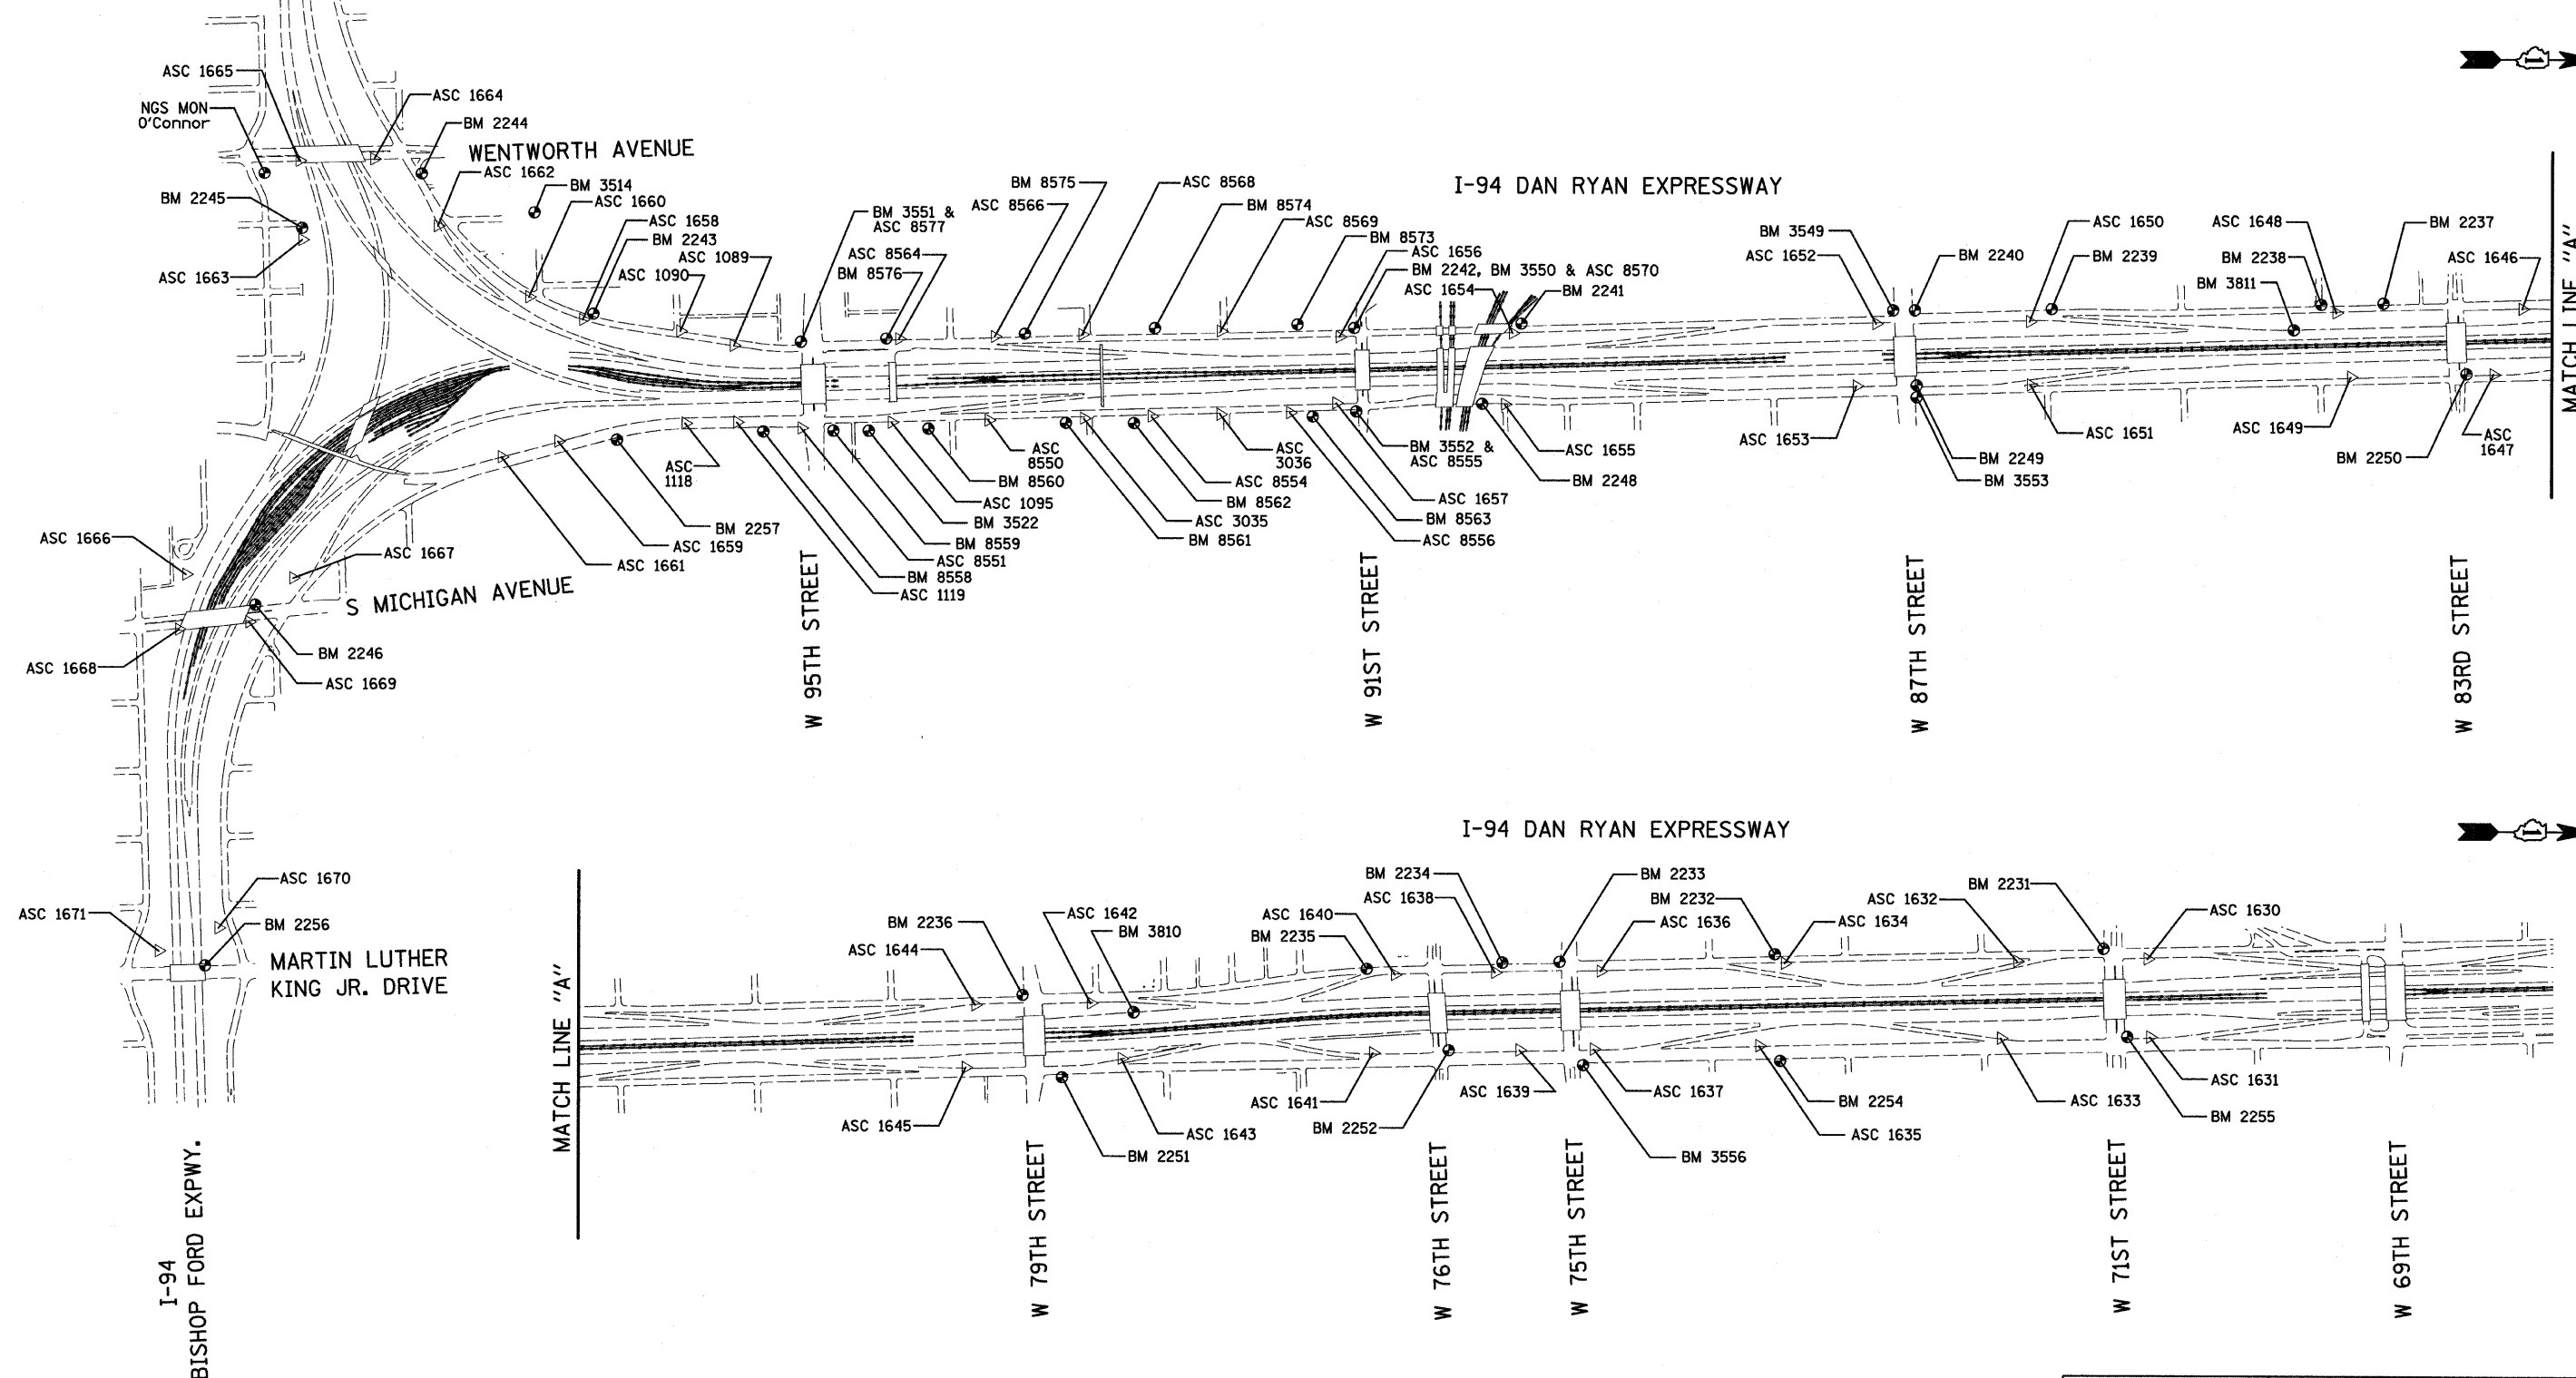 ASC 1665
NGS MON
O'Connor
ASC 1664
BM 2244
WENTWORTH AVENUE
ASC 1662
BM 2245
BM 3514
ASC 1660
ASC 1658
BM 2243
ASC 1089
ASC 1090
ASC 1663
BM 3551 &
ASC 8577
ASC 8564
BM 8576
BM 8575
ASC 8566
ASC 8568
BM 8574
ASC 8569
BM 8573
ASC 1656
BM 2242, BM 3550 & ASC 8570
ASC 1654
BM 2241
I-94 DAN RYAN EXPRESSWAY
BM 3549
ASC 1652
BM 2240
ASC 1650
BM 2239
ASC 1648
BM 2238
BM 3811
BM 2237
ASC 1646
MATCH LINE "A"
ASC
1118
ASC
8550
BM 8560
ASC 1095
BM 3522
BM 8559
ASC 8551
BM 8558
ASC 1119
ASC
3036
ASC 8554
BM 8562
ASC 3035
BM 8561
BM 3552 &
ASC 8555
ASC 1657
BM 8563
ASC 8556
ASC 1655
BM 2248
ASC 1653
BM 2249
BM 3553
ASC 1651
ASC 1649
BM 2250
ASC
1647
BM 2257
ASC 1659
ASC 1661
ASC 1666
ASC 1667
S MICHIGAN AVENUE
BM 2246
ASC 1668
ASC 1669
W 95TH STREET
W 91ST STREET
W 87TH STREET
W 83RD STREET
ASC 1670
ASC 1671
BM 2256
MARTIN LUTHER
KING JR. DRIVE
I-94
BISHOP FORD EXPWY.
I-94 DAN RYAN EXPRESSWAY
MATCH LINE "A"
BM 2236
ASC 1644
ASC 1642
BM 3810
ASC 1640
BM 2235
BM 2234
ASC 1638
BM 2233
BM 2232
ASC 1636
ASC 1634
ASC 1632
BM 2231
ASC 1630
ASC 1645
ASC 1643
BM 2251
ASC 1641
BM 2252
ASC 1639
ASC 1637
BM 3556
BM 2254
ASC 1635
ASC 1633
ASC 1631
BM 2255
W 79TH STREET
W 76TH STREET
W 75TH STREET
W 71ST STREET
W 69TH STREET